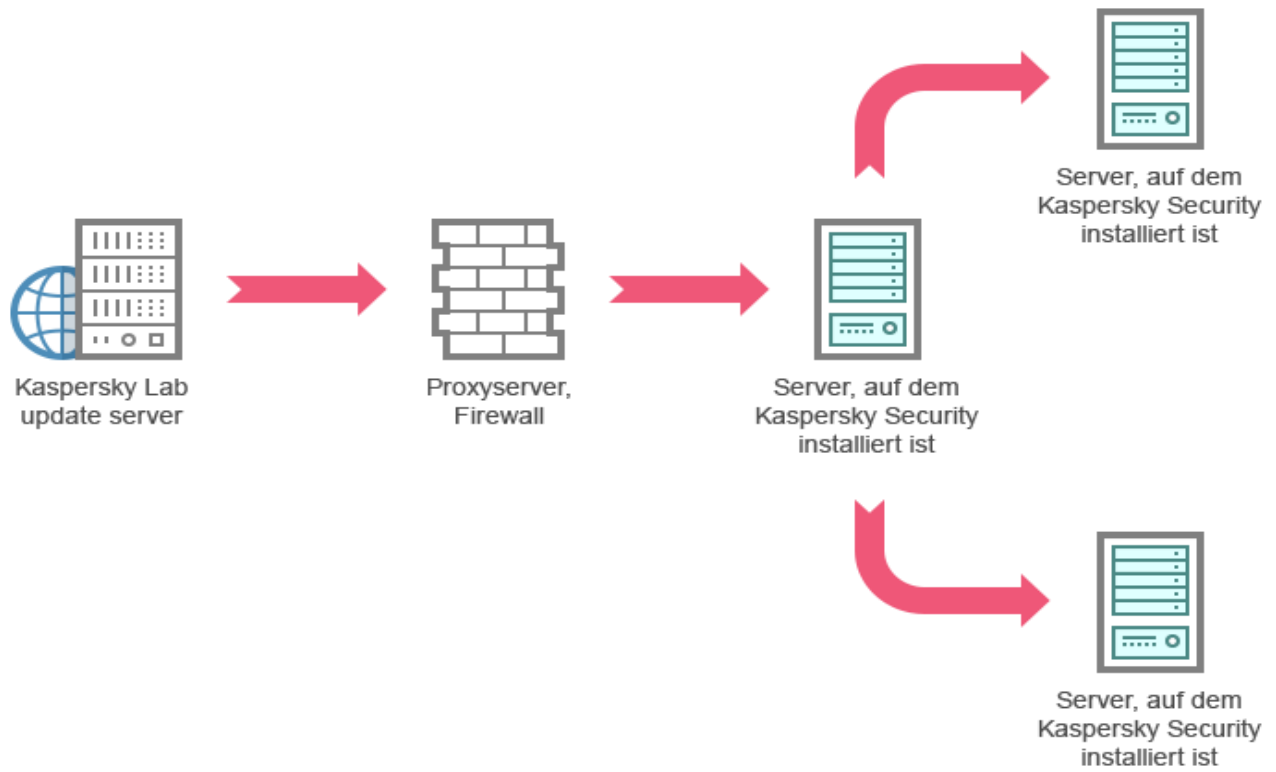 Server, auf dem
Kaspersky Security
installiert ist
Kaspersky Lab
update server
Proxyserver,
Firewall
Server, auf dem
Kaspersky Security
installiert ist
Server, auf dem
Kaspersky Security
installiert ist